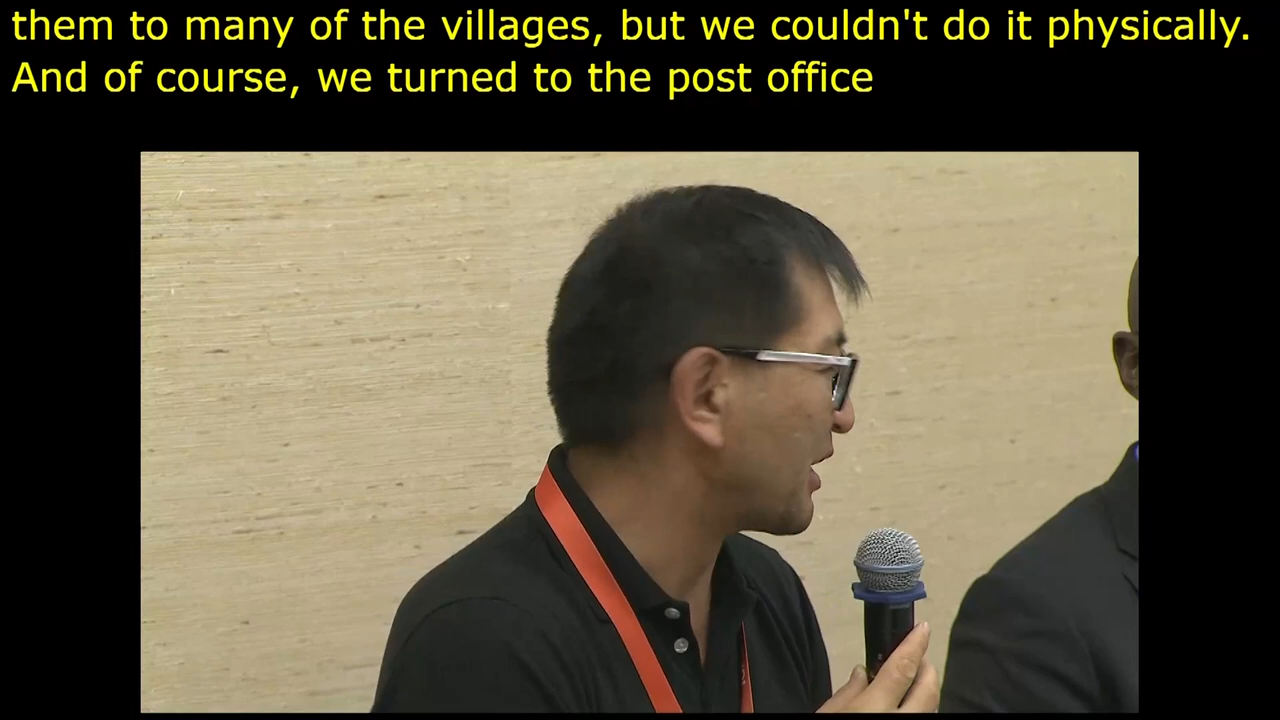 them to many of the villages, but we couldn't do it physically.
And of course, we turned to the post office